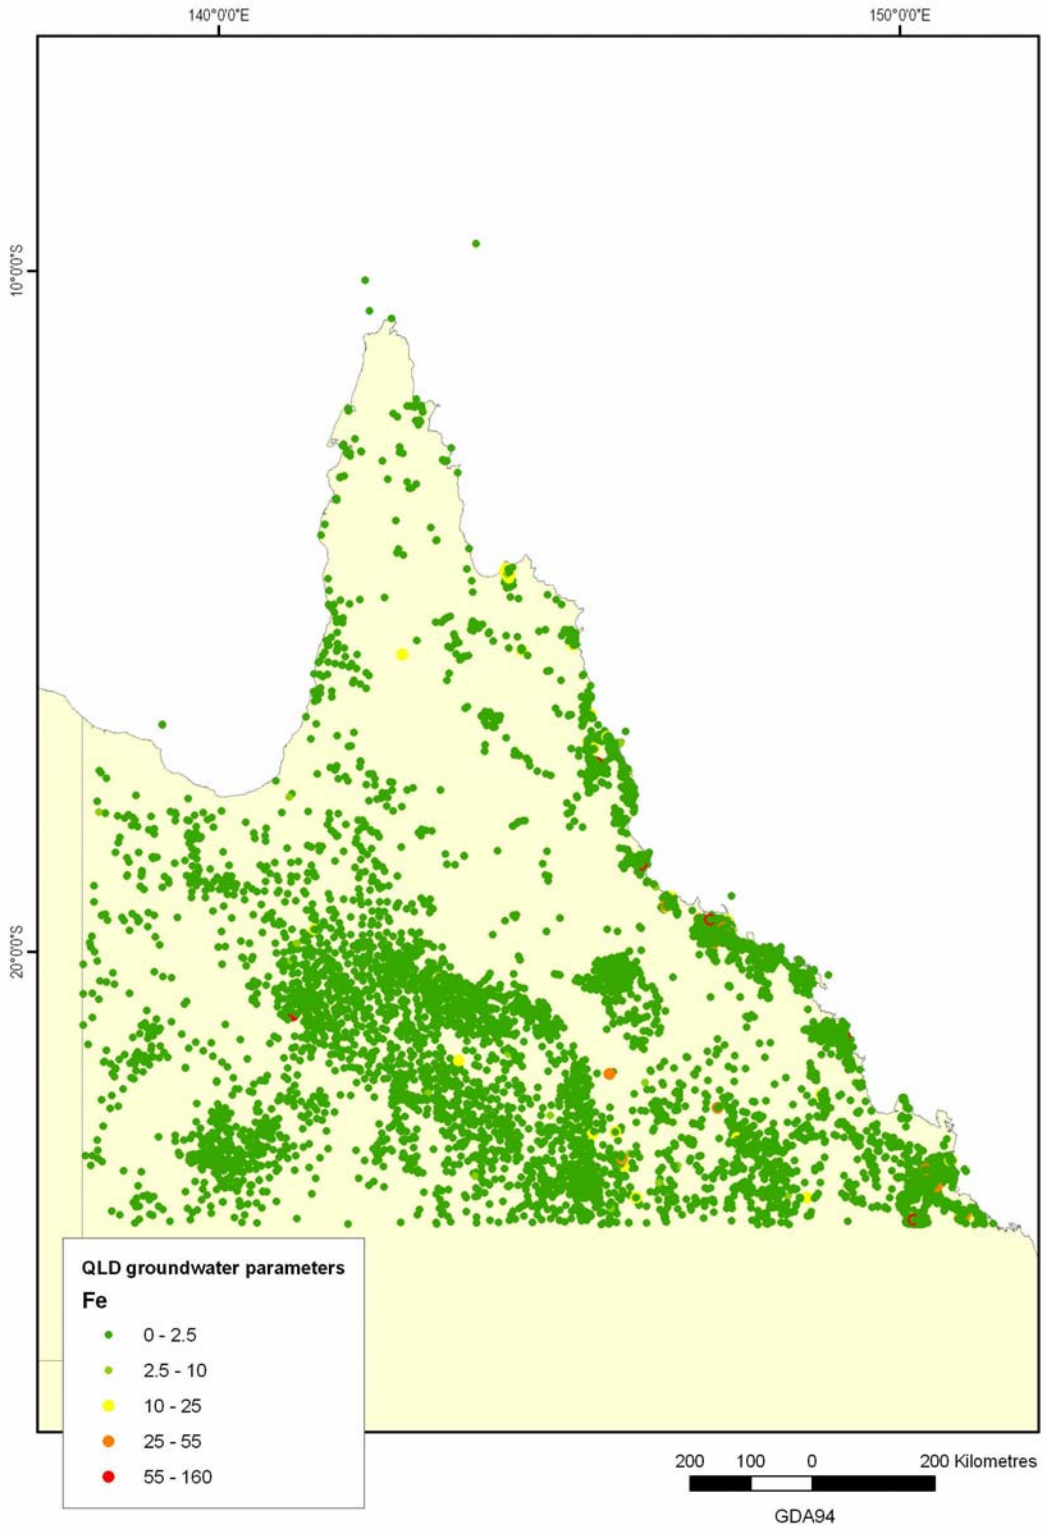 140°0'0"E
150°0'0"E
10°0'0"S
20°0'0"S
QLD groundwater parameters
Fe
0 - 2.5
2.5 - 10
10 - 25
25 - 55
55 - 160
200 100 0 200 Kilometres
GDA94